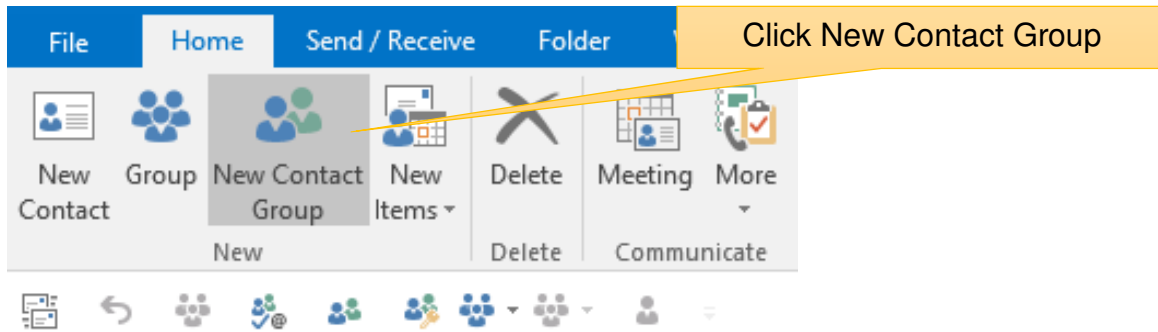 File Home Send / Receive Folder
Click New Contact Group
New Contact
Group
New Contact Group
New Items
Delete
Meeting
More
New
Delete
Communicate